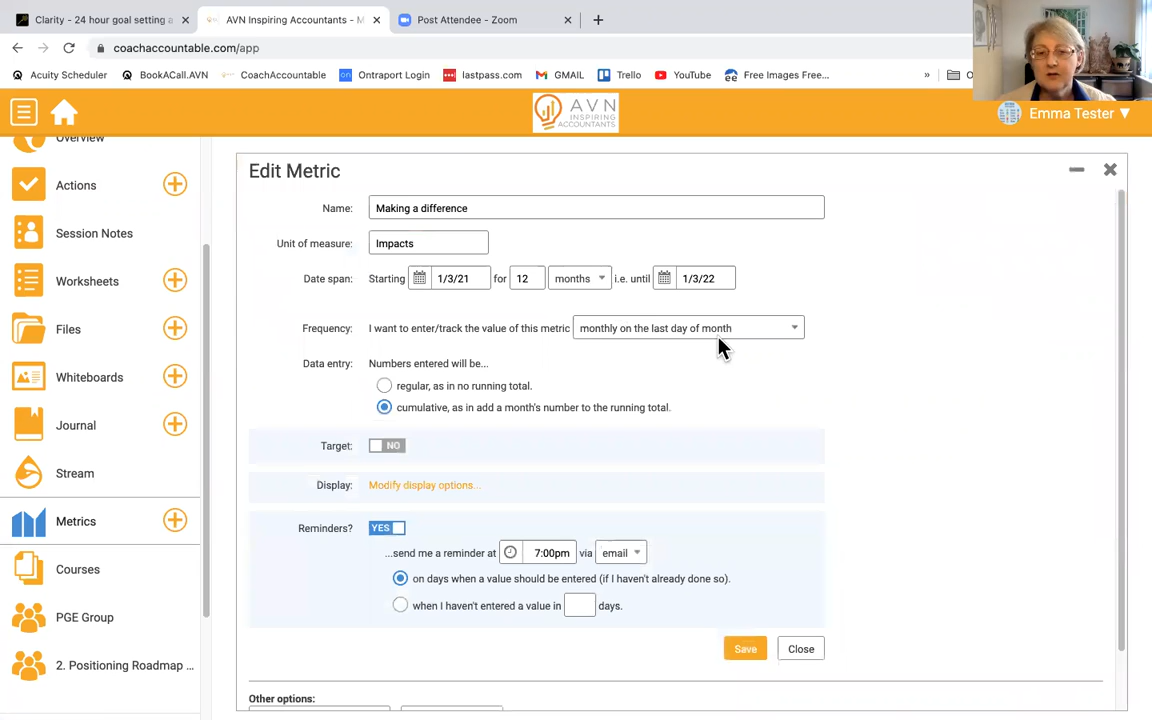 Clarity - 24 hour goal setting a
AVN Inspiring Accountants - M
Post Attendee - Zoom
coachaccountable.com/app
Acuity Scheduler
BookACall.AVN
CoachAccountable
Ontraport Login
lastpass.com
GMAIL
Trello
YouTube
Free Images Free...
»
O
AVN
INSPIRING
ACCOUNTANTS
Emma Tester ▼
Overview
Actions
Session Notes
Worksheets
Files
Whiteboards
Journal
Stream
Metrics
Courses
PGE Group
2. Positioning Roadmap ...
Edit Metric
Name: Making a difference
Unit of measure: Impacts
Date span: Starting 1/3/21 for 12 months i.e. until 1/3/22
Frequency: I want to enter/track the value of this metric monthly on the last day of month
Data entry: Numbers entered will be...
regular, as in no running total.
cumulative, as in add a month's number to the running total.
Target: NO
Display: Modify display options...
Reminders? YES
...send me a reminder at 7:00pm via email
on days when a value should be entered (if I haven't already done so).
when I haven't entered a value in days.
Save Close
Other options: